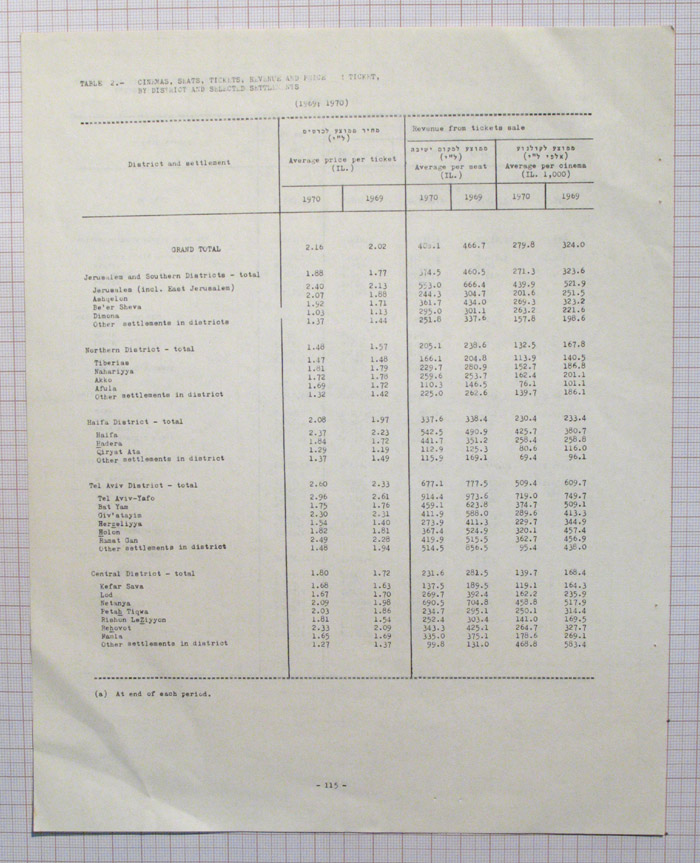 TABLE 2.- CINEMAS, SEATS, TICKETS, REVENUE AND PRICE TICKET,
BY DISTRICT AND SELECTED SETTLEMENTS
(1969; 1970)
District and settlement
מחיר ממוצע לכרטיס
(ל"י)
Average price per ticket
(IL.)
Revenue from tickets sale
ממוצע למקום ישיבה
(ל"י)
Average per seat
(IL.)
ממוצע לקולנוע
(אלפי ל"י)
Average per cinema
(IL. 1,000)
1970 1969 1970 1969 1970 1969
GRAND TOTAL 2.16 2.02 466.7 279.8 324.0
Jerusalem and Southern Districts - total 1.88 1.77 374.5 460.5 271.3 323.6
Jerusalem (incl. East Jerusalem) 2.40 2.13 553.0 666.4 439.9 521.9
Ashqelon 2.07 1.88 244.3 304.7 201.6 251.5
Be'er Sheva 1.92 1.71 361.7 434.0 269.3 323.2
Dimona 1.03 1.13 295.0 301.1 263.2 221.6
Other settlements in districts 1.37 1.44 251.8 337.6 157.8 198.6
Northern District - total 1.48 1.57 205.1 238.6 132.5 167.8
Tiberias 1.47 1.48 166.1 204.8 113.9 140.5
Nahariyya 1.81 1.79 229.7 280.9 152.7 186.8
Akko 1.72 1.78 259.6 253.7 162.4 201.1
Afula 1.69 1.72 110.3 146.5 76.1 101.1
Other settlements in district 1.32 1.42 225.0 262.6 139.7 186.1
Haifa District - total 2.08 1.97 337.6 338.4 230.4 233.4
Haifa 2.37 2.23 542.5 490.9 425.7 380.7
Hadera 1.84 1.72 441.7 351.2 258.4 258.8
Qiryat Ata 1.29 1.19 112.9 125.3 80.6 116.0
Other settlements in district 1.37 1.49 115.9 169.1 69.4 96.1
Tel Aviv District - total 2.60 2.33 677.1 777.5 509.4 609.7
Tel Aviv-Yafo 2.96 2.61 914.4 973.6 719.0 749.7
Bat Yam 1.75 1.76 459.1 623.8 374.7 509.1
Giv'atayim 2.30 2.31 411.9 588.0 289.6 413.3
Herzeliyya 1.54 1.40 273.9 411.3 229.7 344.9
Holon 1.82 1.81 367.4 524.9 320.1 457.4
Ramat Gan 2.49 2.28 419.9 515.5 362.7 456.9
Other settlements in district 1.48 1.94 514.5 856.5 95.4 438.0
Central District - total 1.80 1.72 231.6 281.5 139.7 168.4
Kefar Sava 1.68 1.63 137.5 189.5 119.1 164.3
Lod 1.67 1.70 269.7 392.4 162.2 235.9
Netanya 2.09 1.98 690.5 704.8 458.8 517.9
Petah Tiqwa 2.03 1.86 234.7 295.1 250.1 314.4
Rishon LeZiyyon 1.81 1.54 252.4 303.4 141.0 169.5
Rehovot 2.33 2.09 343.3 425.1 264.7 327.7
Ramla 1.65 1.69 335.0 375.1 178.6 269.1
Other settlements in district 1.27 1.37 99.8 131.0 468.8 583.4
(a) At end of each period.
- 115 -